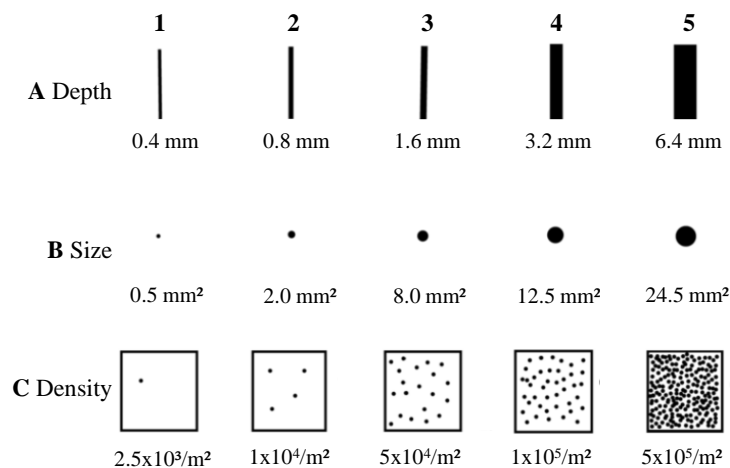 1 2 3 4 5
A Depth
0.4 mm 0.8 mm 1.6 mm 3.2 mm 6.4 mm
B Size
0.5 mm² 2.0 mm² 8.0 mm² 12.5 mm² 24.5 mm²
C Density
2.5x10³/m² 1x10⁴/m² 5x10⁴/m² 1x10⁵/m² 5x10⁵/m²